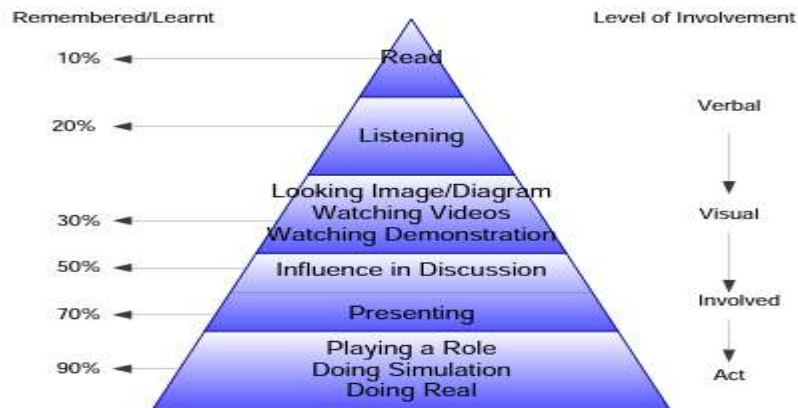 Remembered/Learnt
Level of Involvement
10%
Read
Verbal
20%
Listening
Looking Image/Diagram
30%
Watching Videos
Visual
Watching Demonstration
50%
Influence in Discussion
Involved
70%
Presenting
Playing a Role
90%
Doing Simulation
Act
Doing Real